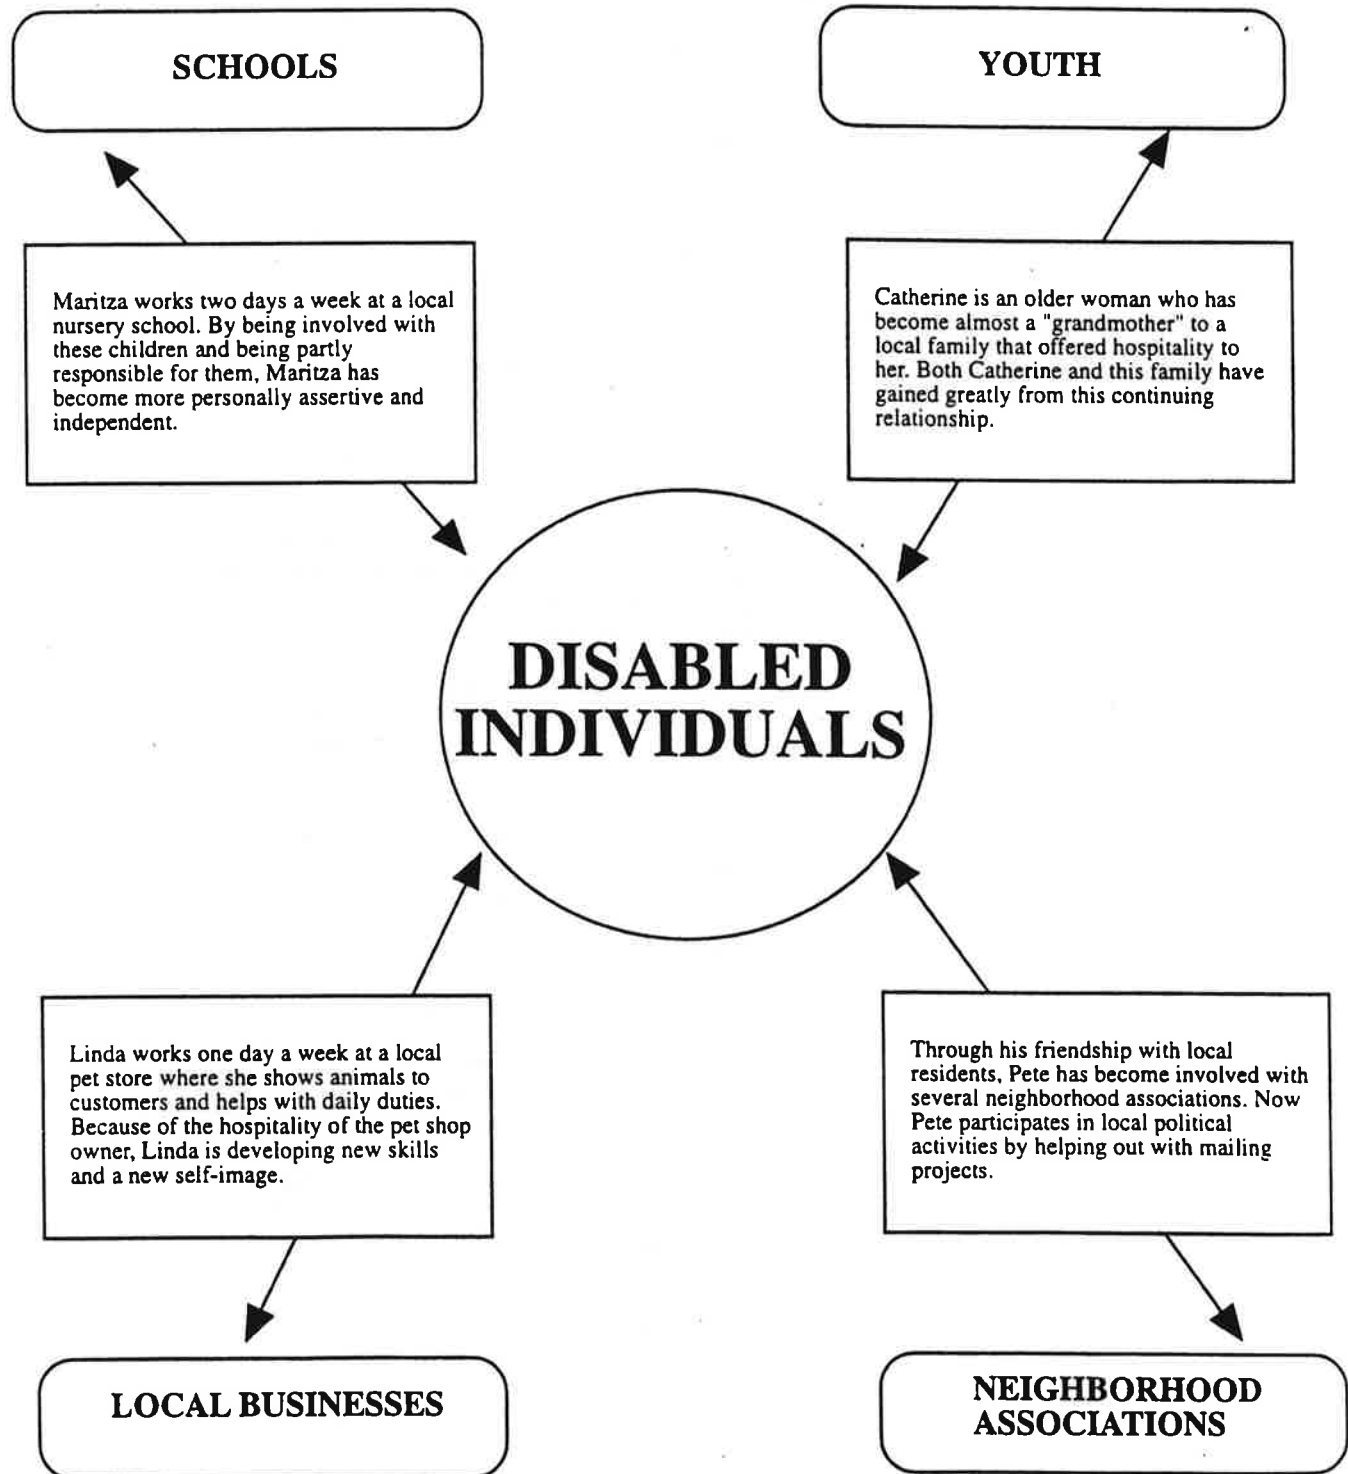 SCHOOLS
YOUTH
Maritza works two days a week at a local
nursery school. By being involved with
these children and being partly
responsible for them, Maritza has
become more personally assertive and
independent.
Catherine is an older woman who has
become almost a "grandmother" to a
local family that offered hospitality to
her. Both Catherine and this family have
gained greatly from this continuing
relationship.
DISABLED
INDIVIDUALS
Linda works one day a week at a local
pet store where she shows animals to
customers and helps with daily duties.
Because of the hospitality of the pet shop
owner, Linda is developing new skills
and a new self-image.
Through his friendship with local
residents, Pete has become involved with
several neighborhood associations. Now
Pete participates in local political
activities by helping out with mailing
projects.
LOCAL BUSINESSES
NEIGHBORHOOD
ASSOCIATIONS